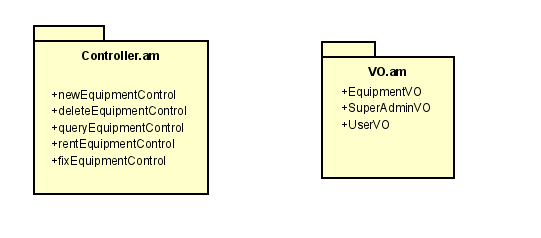 Controller.am
+newEquipmentControl
+deleteEquipmentControl
+queryEquipmentControl
+rentEquipmentControl
+fixEquipmentControl
VO.am
+EquipmentVO
+SuperAdminVO
+UserVO